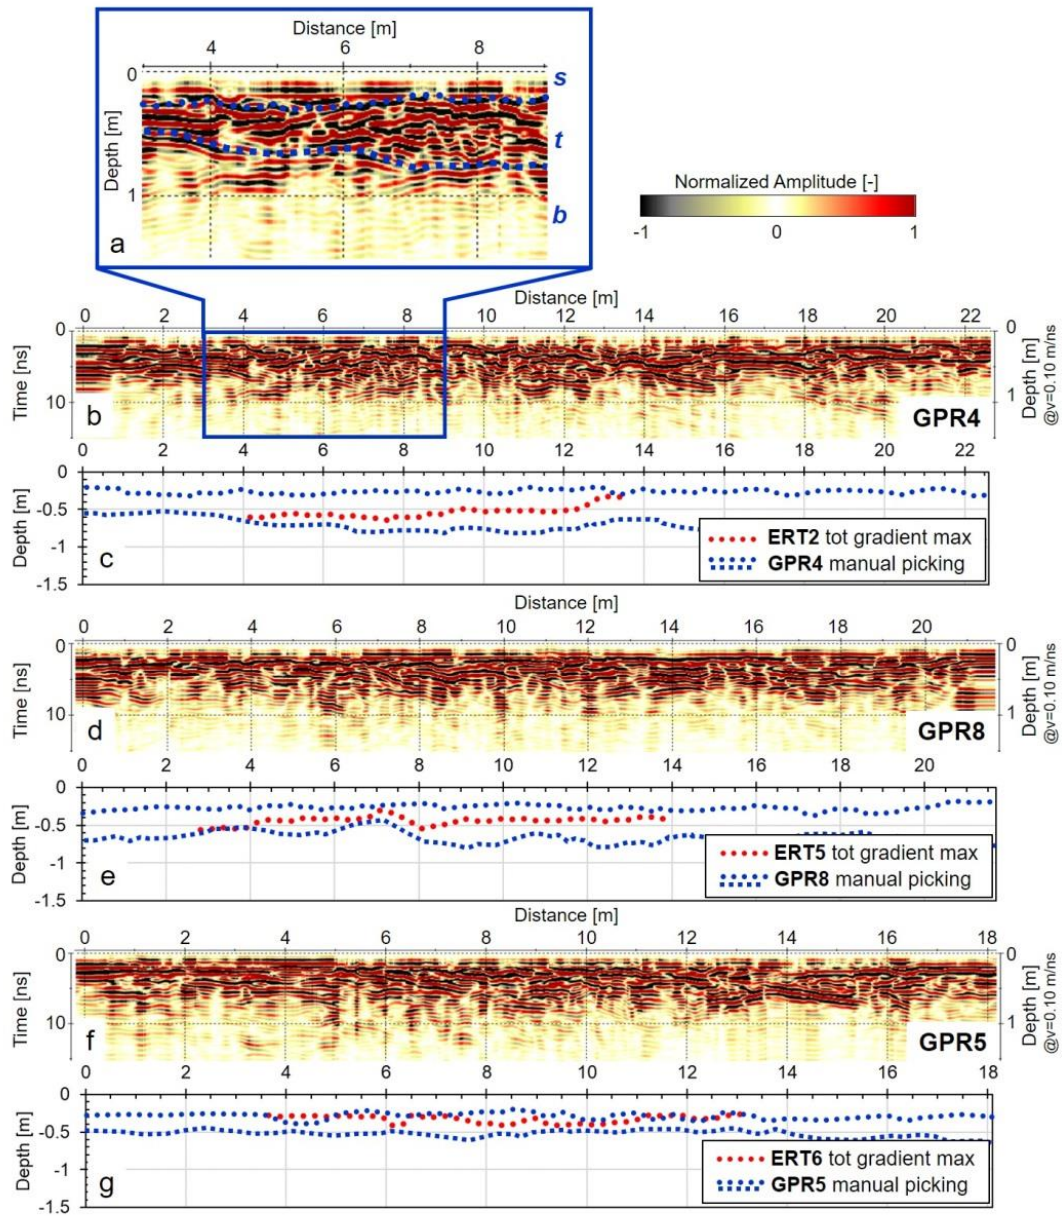 Distance [m]
4 6 8
0
Depth [m]
1
s
t
b
a
Normalized Amplitude [-]
-1 0 1
Distance [m]
0 2 4 6 8 10 12 14 16 18 20 22
0
Time [ns]
10
0
1
Depth [m]
@v=0.10 m/ns
b
GPR4
0 2 4 6 8 10 12 14 16 18 20 22
0
-0.5
-1
-1.5
Depth [m]
c
ERT2 tot gradient max
GPR4 manual picking
Distance [m]
0 2 4 6 8 10 12 14 16 18 20
0
Time [ns]
10
0
1
Depth [m]
@v=0.10 m/ns
d
GPR8
0 2 4 6 8 10 12 14 16 18 20
0
-0.5
-1
-1.5
Depth [m]
e
ERT5 tot gradient max
GPR8 manual picking
Distance [m]
0 2 4 6 8 10 12 14 16 18
0
Time [ns]
10
0
1
Depth [m]
@v=0.10 m/ns
f
GPR5
0 2 4 6 8 10 12 14 16 18
0
-0.5
-1
-1.5
Depth [m]
g
ERT6 tot gradient max
GPR5 manual picking